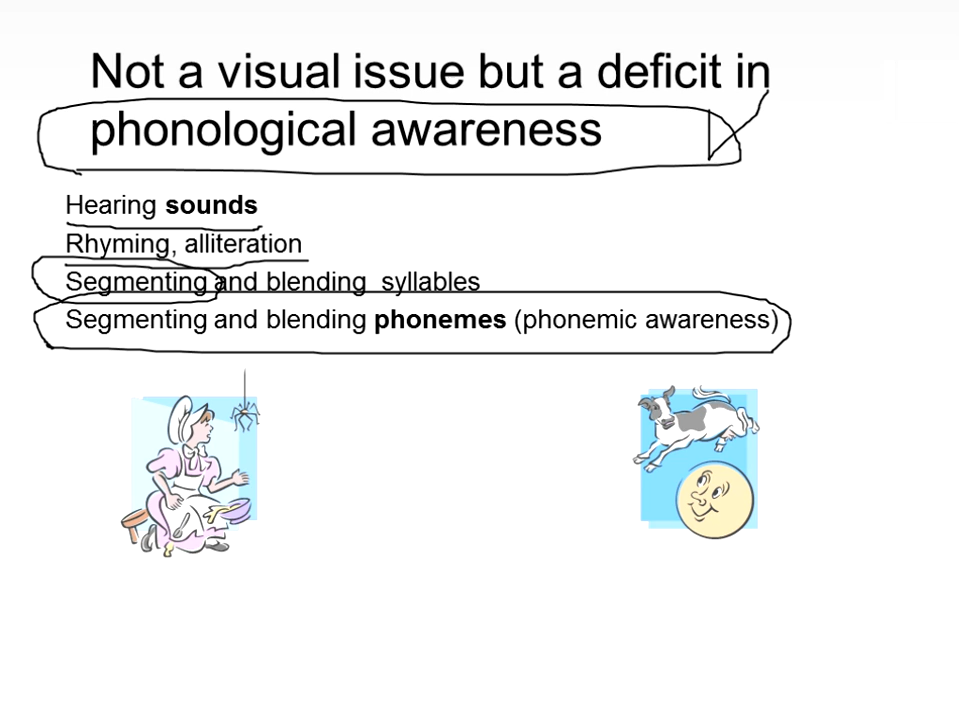 Not a visual issue but a deficit in
phonological awareness
Hearing sounds
Rhyming, alliteration
Segmenting and blending  syllables
Segmenting and blending phonemes (phonemic awareness)